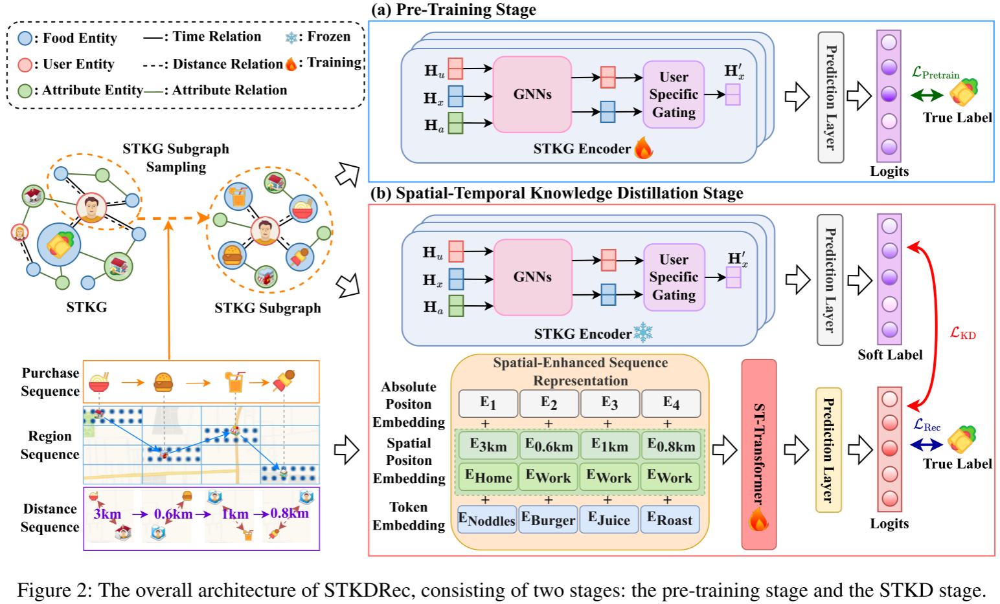 (a) Pre-Training Stage
: Food Entity
: Time Relation
: Frozen
: User Entity
: Distance Relation
: Training
: Attribute Entity
: Attribute Relation
H_u
H_x
H_a
GNNs
User
Specific
Gating
H'_x
STKG Encoder
Prediction Layer
Logits
ℒ_Pretrain
True Label
STKG Subgraph
Sampling
STKG
STKG Subgraph
(b) Spatial-Temporal Knowledge Distillation Stage
H_u
H_x
H_a
GNNs
User
Specific
Gating
H'_x
STKG Encoder
Prediction Layer
Soft Label
ℒ_KD
Purchase
Sequence
Region
Sequence
Distance
Sequence
3km
0.6km
1km
0.8km
Spatial-Enhanced Sequence
Representation
Absolute
Positon
Embedding
E_1 E_2 E_3 E_4
+ + + +
Spatial
Positon
Embedding
E_3km E_0.6km E_1km E_0.8km
E_Home E_Work E_Work E_Work
+ + + +
Token
Embedding
E_Noddles E_Burger E_Juice E_Roast
ST-Transformer
Prediction Layer
Logits
ℒ_Rec
True Label
Figure 2: The overall architecture of STKDRec, consisting of two stages: the pre-training stage and the STKD stage.